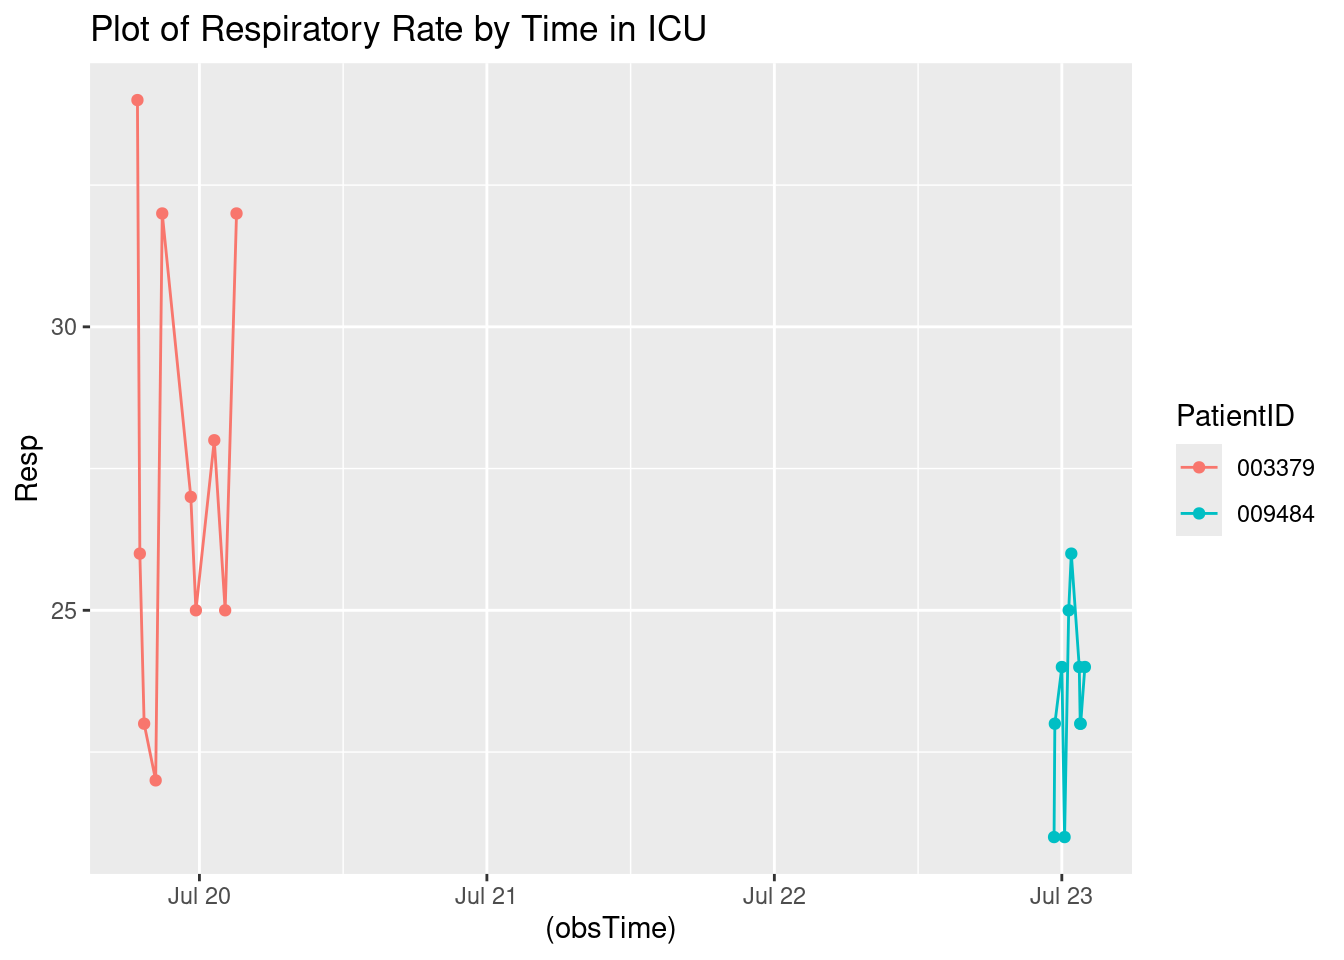 Plot of Respiratory Rate by Time in ICU
30
25
Resp
Jul 20
Jul 21
Jul 22
Jul 23
(obsTime)
PatientID
003379
009484